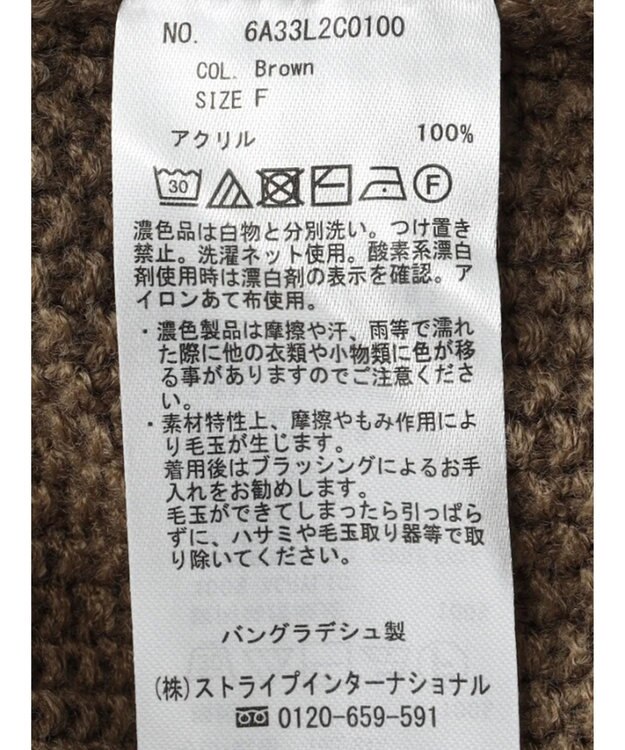 NO. 6A33L2C0100
COL. Brown
SIZE F
アクリル 100%
30 F
濃色品は白物と分別洗い。つけ置き
禁止。洗濯ネット使用。酸素系漂白
剤使用時は漂白剤の表示を確認。ア
イロンあて布使用。
・濃色製品は摩擦や汗、雨等で濡れ
た際に他の衣類や小物類に色が移
る事がありますのでご注意くださ
い。
・素材特性上、摩擦やもみ作用によ
り毛玉が生じます。
着用後はブラッシングによるお手
入れをお勧めします。
毛玉ができてしまったら引っぱら
ずに、ハサミや毛玉取り器等で取
り除いてください。
バングラデシュ製
(株)ストライプインターナショナル
0120-659-591